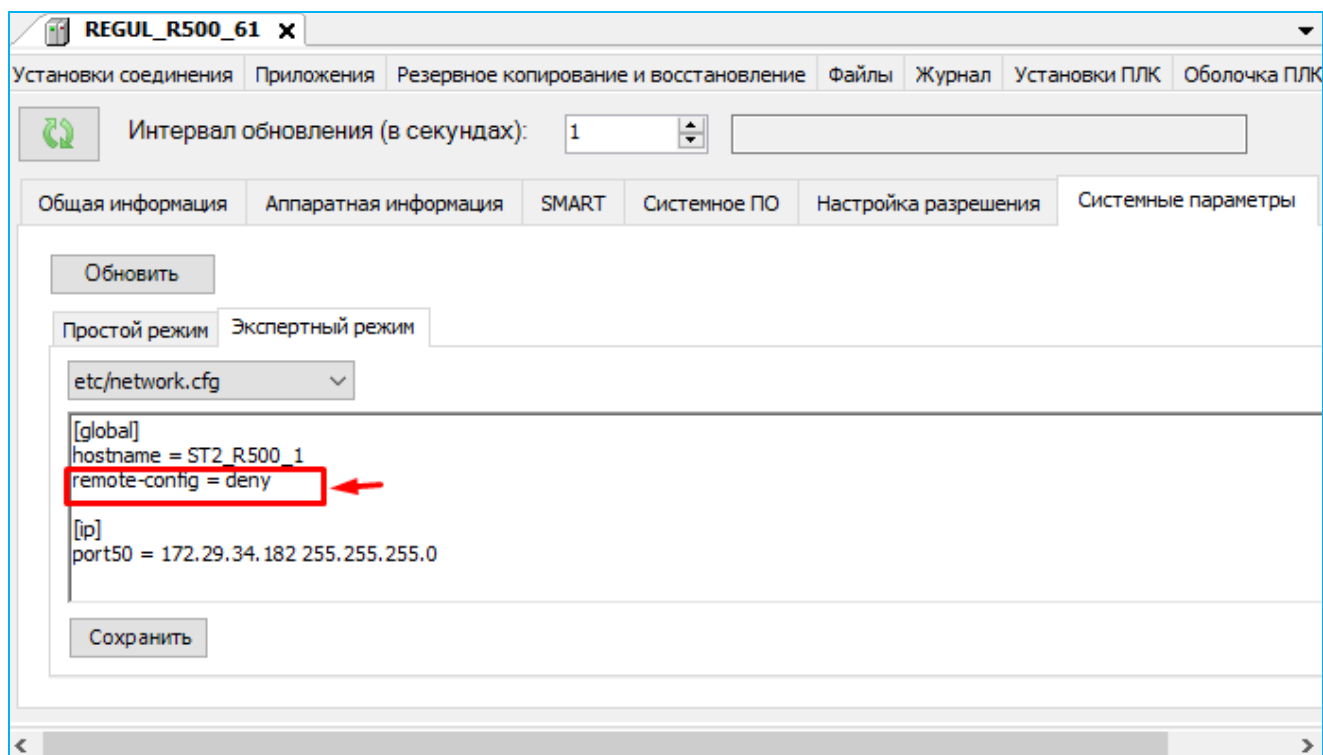 REGUL_R500_61
Установки соединения Приложения Резервное копирование и восстановление Файлы Журнал Установки ПЛК Оболочка ПЛК
Интервал обновления (в секундах): 1
Общая информация Аппаратная информация SMART Системное ПО Настройка разрешения Системные параметры
Обновить
Простой режим Экспертный режим
etc/network.cfg
[global]
hostname = ST2_R500_1
remote-config = deny
[ip]
port50 = 172.29.34.182 255.255.255.0
Сохранить